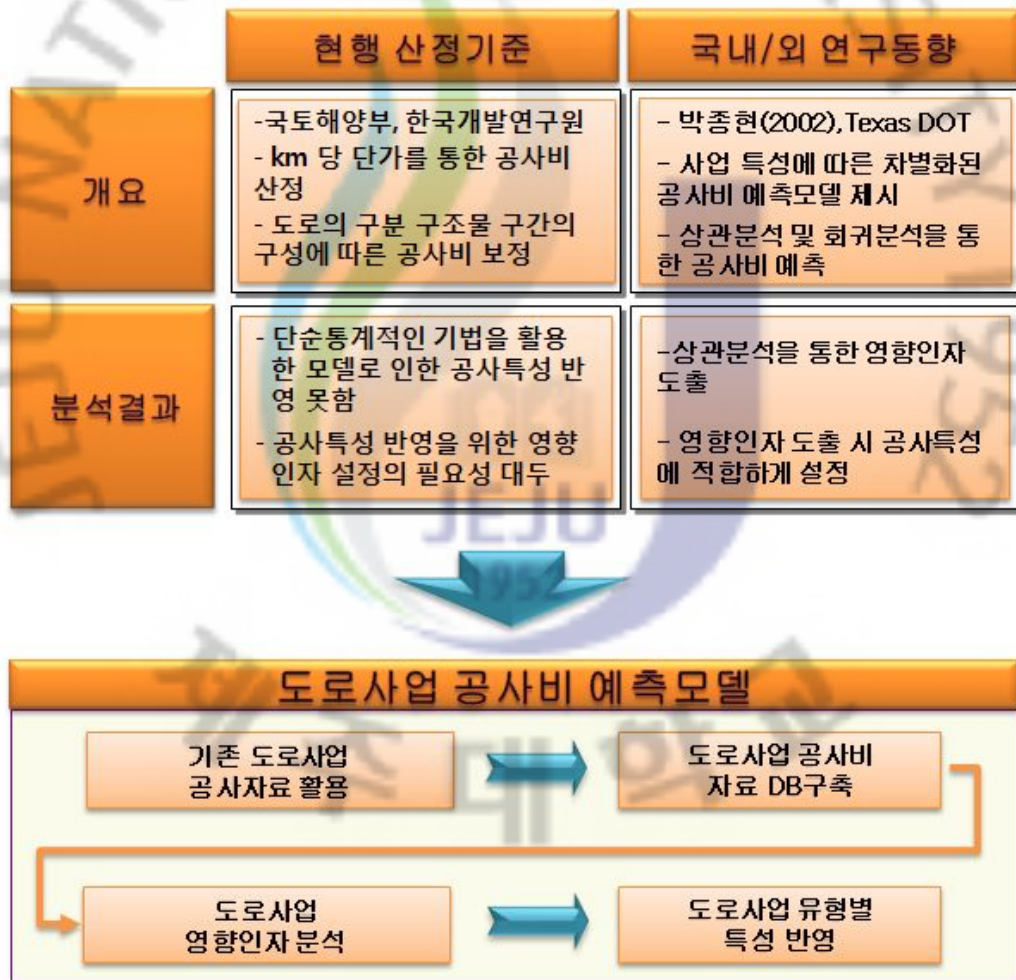 현행 산정기준
국내/외 연구동향
개요
-국토해양부, 한국개발연구원
- km 당 단가를 통한 공사비
산정
- 도로의 구분 구조물 구간의
구성에 따른 공사비 보정
- 박종현(2002),Texas DOT
- 사업 특성에 따른 차별화된
공사비 예측모델 제시
- 상관분석 및 회귀분석을 통
한 공사비 예측
분석결과
- 단순통계적인 기법을 활용
한 모델로 인한 공사특성 반
영 못함
- 공사특성 반영을 위한 영향
인자 설정의 필요성 대두
-상관분석을 통한 영향인자
도출
- 영향인자 도출 시 공사특성
에 적합하게 설정
JEJU
1952
도로사업 공사비 예측모델
기존 도로사업
공사자료 활용
도로사업 공사비
자료 DB구축
도로사업
영향인자 분석
도로사업 유형별
특성 반영
제주대학교